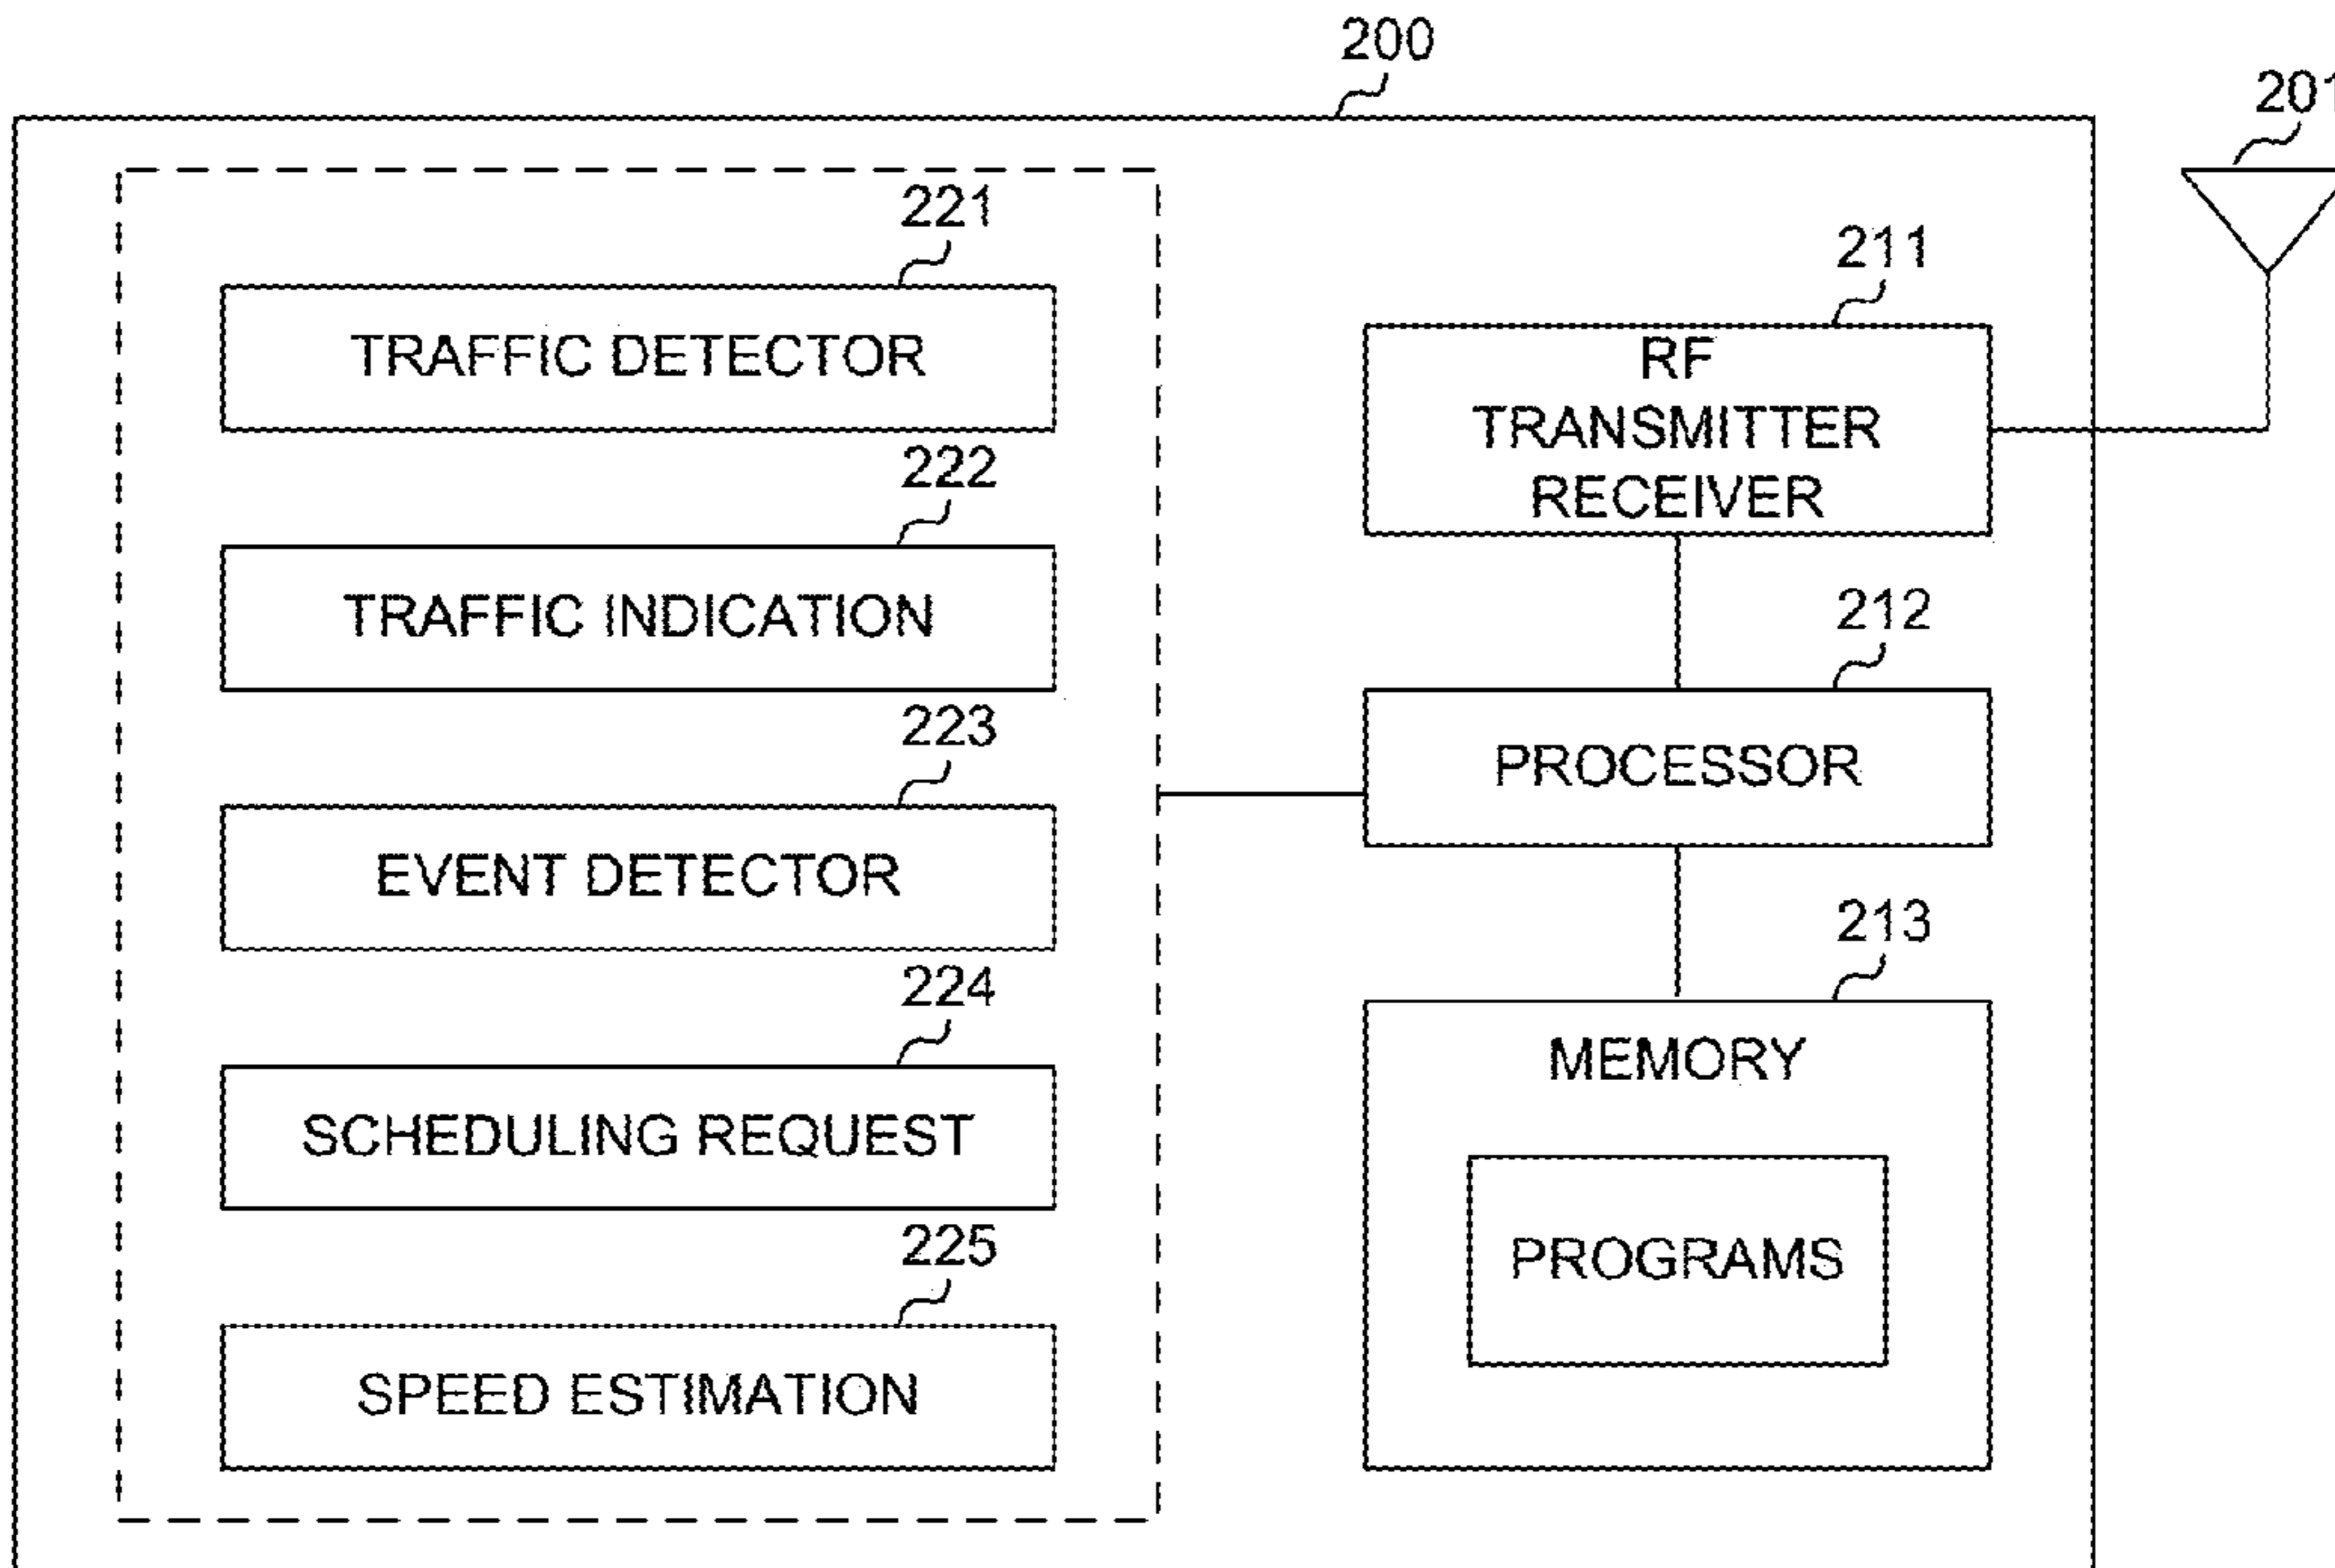 200
201
221
TRAFFIC DETECTOR
222
TRAFFIC INDICATION
223
EVENT DETECTOR
224
SCHEDULING REQUEST
225
SPEED ESTIMATION
211
RF
TRANSMITTER
RECEIVER
212
PROCESSOR
213
MEMORY
PROGRAMS